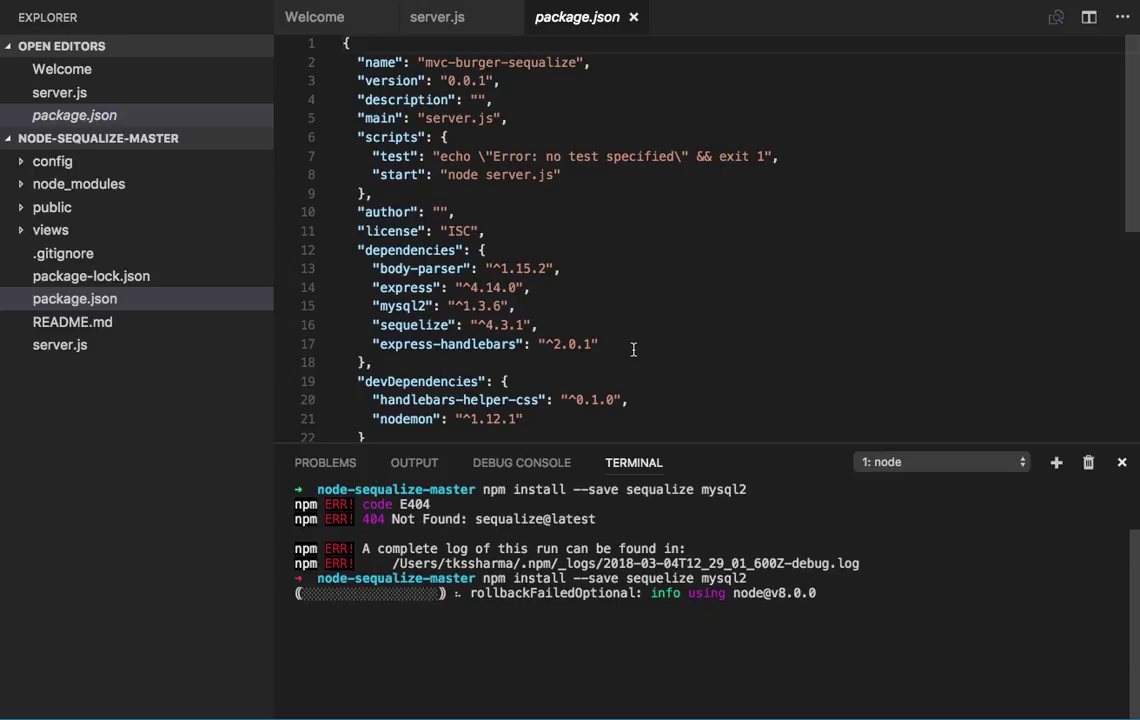 EXPLORER
OPEN EDITORS
Welcome
server.js
package.json
NODE-SEQUALIZE-MASTER
config
node_modules
public
views
.gitignore
package-lock.json
package.json
README.md
server.js
Welcome server.js package.json ×
1 {
2 "name": "mvc-burger-sequalize",
3 "version": "0.0.1",
4 "description": "",
5 "main": "server.js",
6 "scripts": {
7 "test": "echo \"Error: no test specified\" && exit 1",
8 "start": "node server.js"
9 },
10 "author": "",
11 "license": "ISC",
12 "dependencies": {
13 "body-parser": "^1.15.2",
14 "express": "^4.14.0",
15 "mysql2": "^1.3.6",
16 "sequelize": "^4.3.1",
17 "express-handlebars": "^2.0.1"
18 },
19 "devDependencies": {
20 "handlebars-helper-css": "^0.1.0",
21 "nodemon": "^1.12.1"
22 }
PROBLEMS OUTPUT DEBUG CONSOLE TERMINAL 1: node
→ node-sequalize-master npm install --save sequalize mysql2
npm ERR! code E404
npm ERR! 404 Not Found: sequalize@latest
npm ERR! A complete log of this run can be found in:
npm ERR! /Users/tkssharma/.npm/_logs/2018-03-04T12_29_01_600Z-debug.log
→ node-sequalize-master npm install --save sequelize mysql2
(░░░░░░░░░░░░░░░░░░) ⠦ rollbackFailedOptional: info using node@v8.0.0